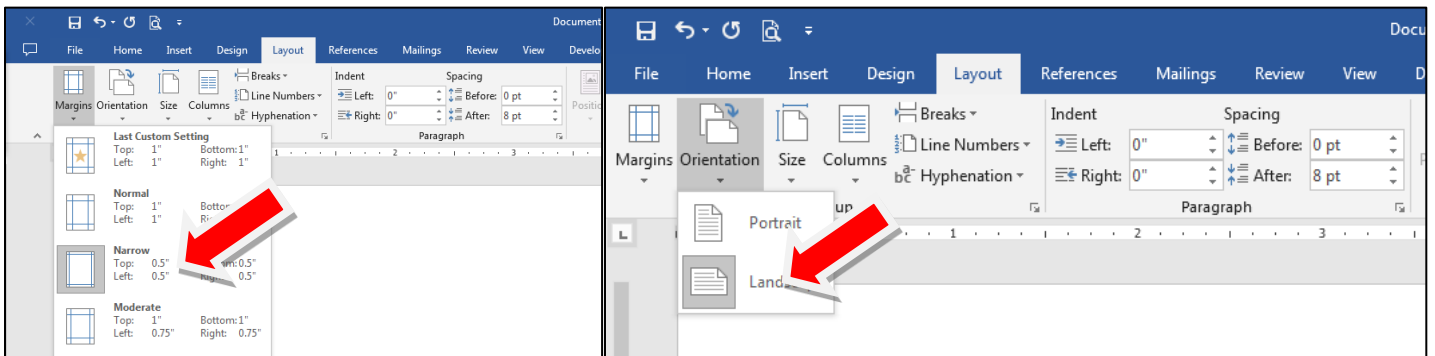 Document
File Home Insert Design Layout References Mailings Review View Develo
Margins Orientation Size Columns
Breaks
Line Numbers
Hyphenation
Indent Spacing
Left: 0" Before: 0 pt
Right: 0" After: 8 pt
Positio
Paragraph
1 2 3
Last Custom Setting
Top: 1" Bottom: 1"
Left: 1" Right: 1"
Normal
Top: 1"
Left: 1"
Narrow
Top: 0.5" 0.5"
Left: 0.5" 0.5"
Moderate
Top: 1" Bottom: 1"
Left: 0.75" Right: 0.75"
Docu
File Home Insert Design Layout References Mailings Review View D
Margins Orientation Size Columns
Breaks
Line Numbers
Hyphenation
Indent Spacing
Left: 0" Before: 0 pt
Right: 0" After: 8 pt
Paragraph
L 1 2 3
Portrait